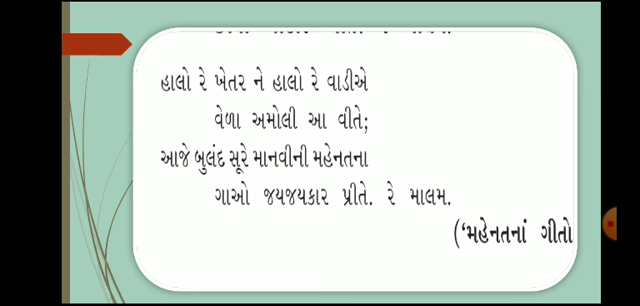 હાલો રે ખેતર ને હાલો રે વાડીએ
વેળા અમોલી આ વીતે;
આજે બુલંદ સૂરે માનવીની મહેનતના
ગાઓ જયજયકાર પ્રીતે. રે માલમ.
('મહેનતનાં ગીતો